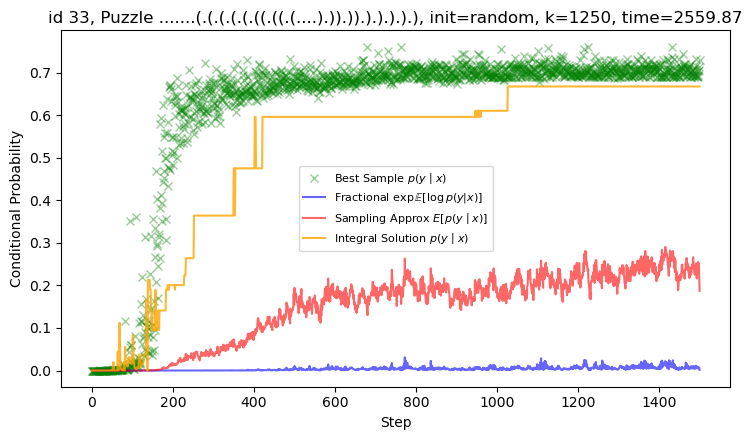 id 33, Puzzle .......(.(.(.(.(.((.((.(....).)).)).).).).).), init=random, k=1250, time=2559.87
Conditional Probability
0.7
0.6
0.5
0.4
0.3
0.2
0.1
0.0
Best Sample p(y | x)
Fractional exp𝔼[log p(y|x)]
Sampling Approx E[p(y | x)]
Integral Solution p(y | x)
0 200 400 600 800 1000 1200 1400
Step